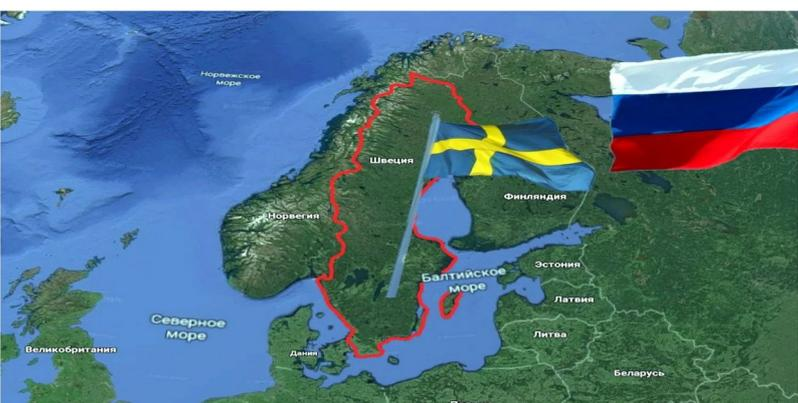 Норвежское
море
Швеция
Финляндия
Норвегия
Эстония
Балтийское
море
Латвия
Северное
море
Литва
Великобритания
Дания
Беларусь